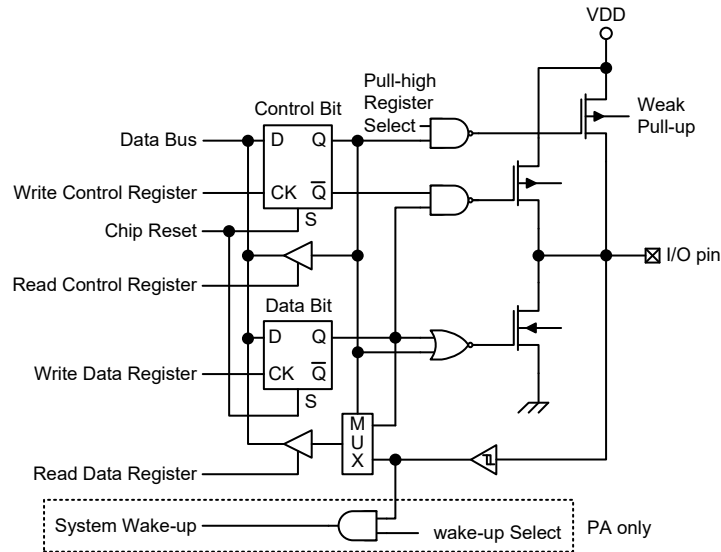 VDD
Pull-high
Register
Select
Control Bit
Weak
Pull-up
Data Bus
D
Q
Write Control Register
CK
Q̅
S
Chip Reset
I/O pin
Read Control Register
Data Bit
D
Q
Write Data Register
CK
Q̅
S
M
U
X
Read Data Register
System Wake-up
wake-up Select
PA only